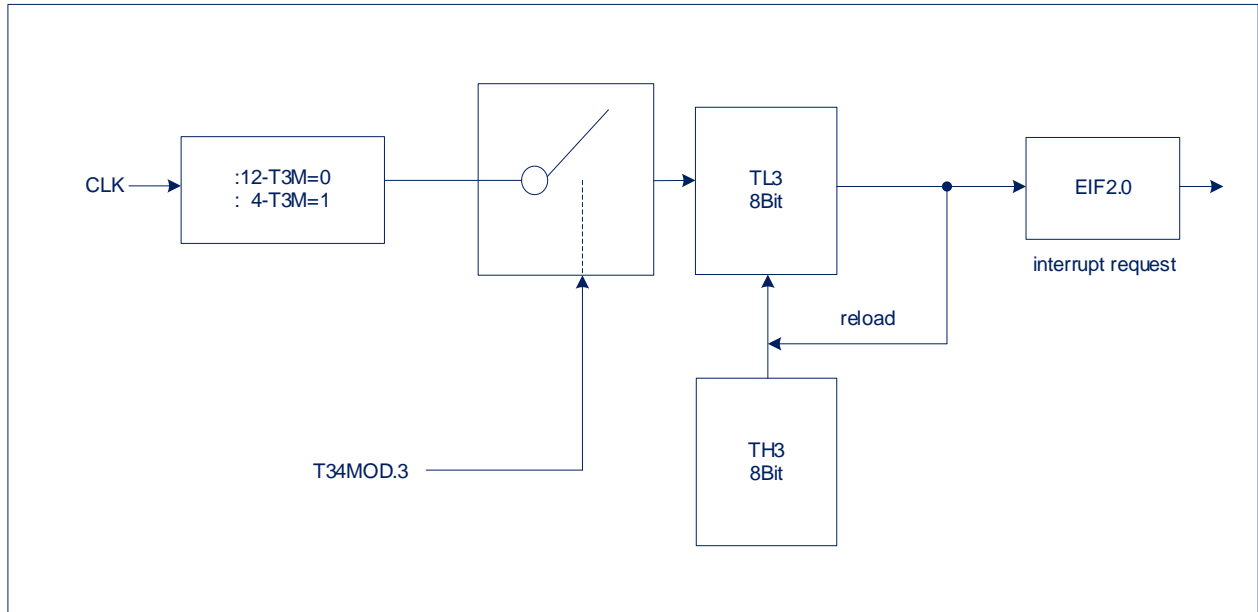 CLK
:12-T3M=0
: 4-T3M=1
TL3
8Bit
EIF2.0
interrupt request
reload
TH3
8Bit
T34MOD.3